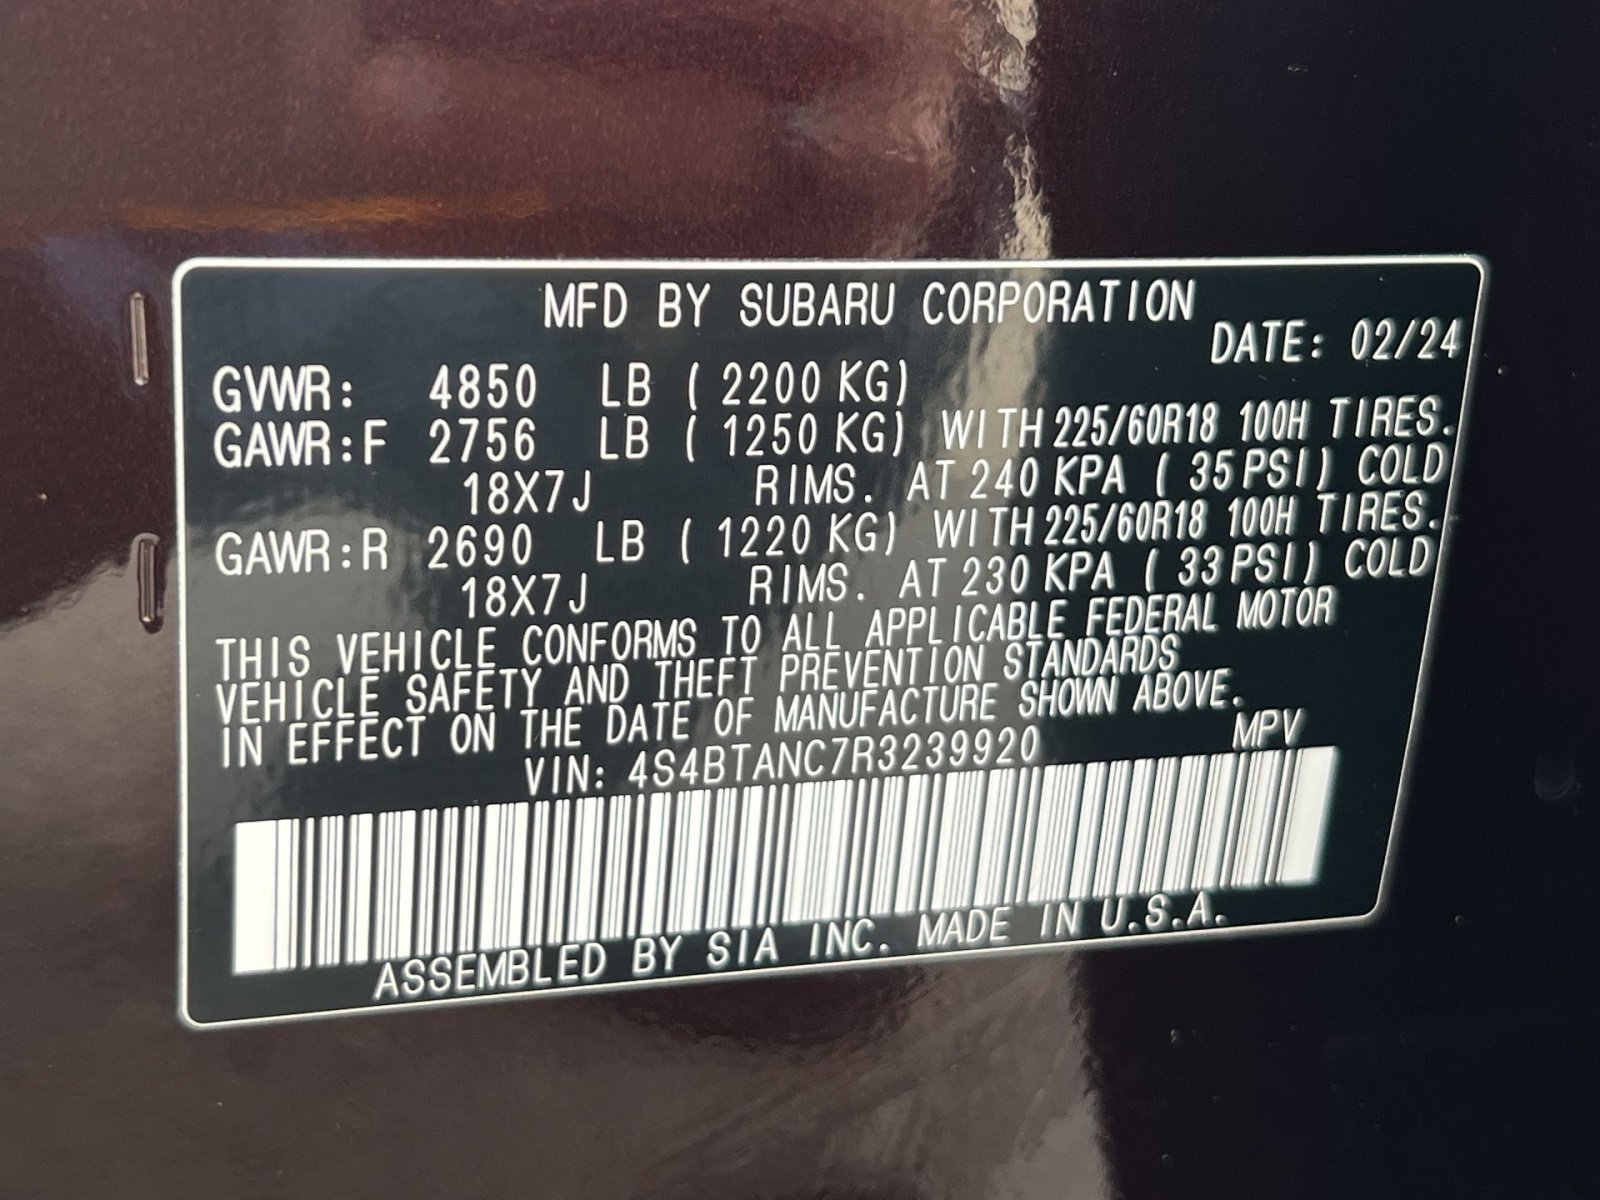 MFD BY SUBARU CORPORATION
DATE: 02/24
GVWR: 4850 LB ( 2200 KG)
GAWR:F 2756 LB ( 1250 KG) WITH 225/60R18 100H TIRES.
18X7J RIMS. AT 240 KPA ( 35 PSI) COLD
GAWR:R 2690 LB ( 1220 KG) WITH 225/60R18 100H TIRES.
18X7J RIMS. AT 230 KPA ( 33 PSI) COLD
THIS VEHICLE CONFORMS TO ALL APPLICABLE FEDERAL MOTOR
VEHICLE SAFETY AND THEFT PREVENTION STANDARDS
IN EFFECT ON THE DATE OF MANUFACTURE SHOWN ABOVE.
VIN: 4S4BTANC7R3239920 MPV
ASSEMBLED BY SIA INC. MADE IN U.S.A.